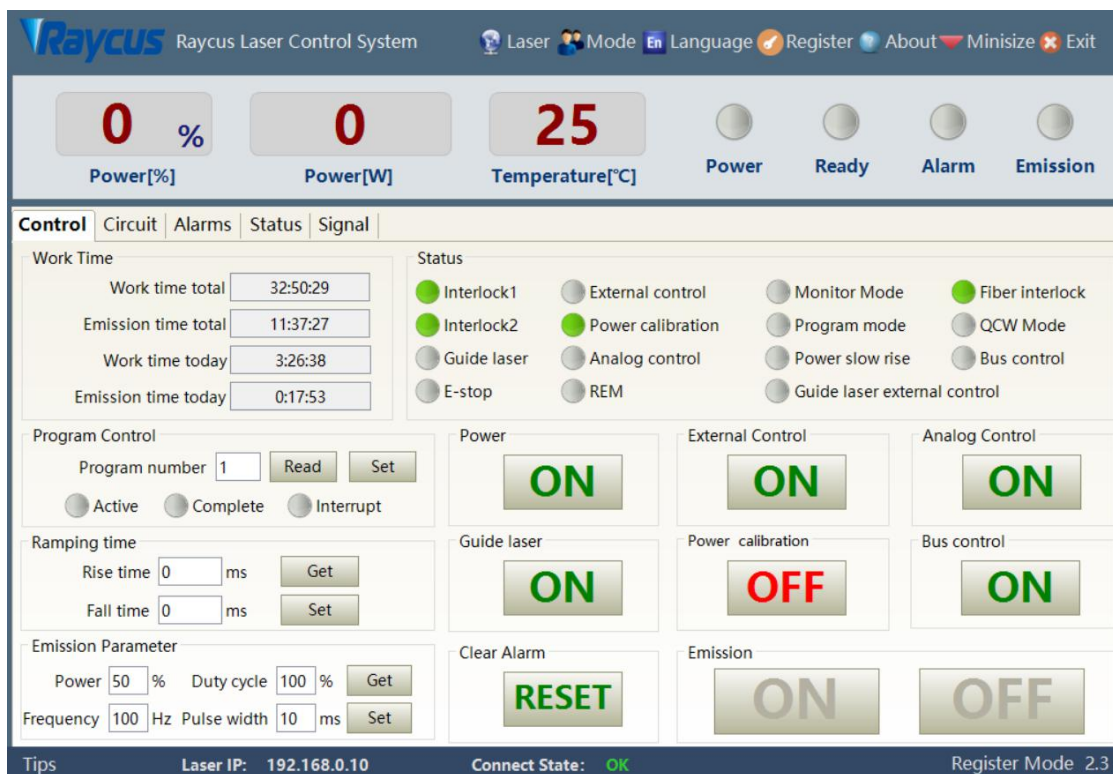 Raycus Raycus Laser Control System Laser Mode En Language Register About Minisize Exit
0 % 0 25
Power[%] Power[W] Temperature[℃] Power Ready Alarm Emission
Control Circuit Alarms Status Signal
Work Time Status
Work time total 32:50:29 Interlock1 External control Monitor Mode Fiber interlock
Emission time total 11:37:27 Interlock2 Power calibration Program mode QCW Mode
Work time today 3:26:38 Guide laser Analog control Power slow rise Bus control
Emission time today 0:17:53 E-stop REM Guide laser external control
Program Control Power External Control Analog Control
Program number 1 Read Set ON ON ON
Active Complete Interrupt
Ramping time Guide laser Power calibration Bus control
Rise time 0 ms Get ON OFF ON
Fall time 0 ms Set
Emission Parameter Clear Alarm Emission
Power 50 % Duty cycle 100 % Get RESET ON OFF
Frequency 100 Hz Pulse width 10 ms Set
Tips Laser IP: 192.168.0.10 Connect State: OK Register Mode 2.3